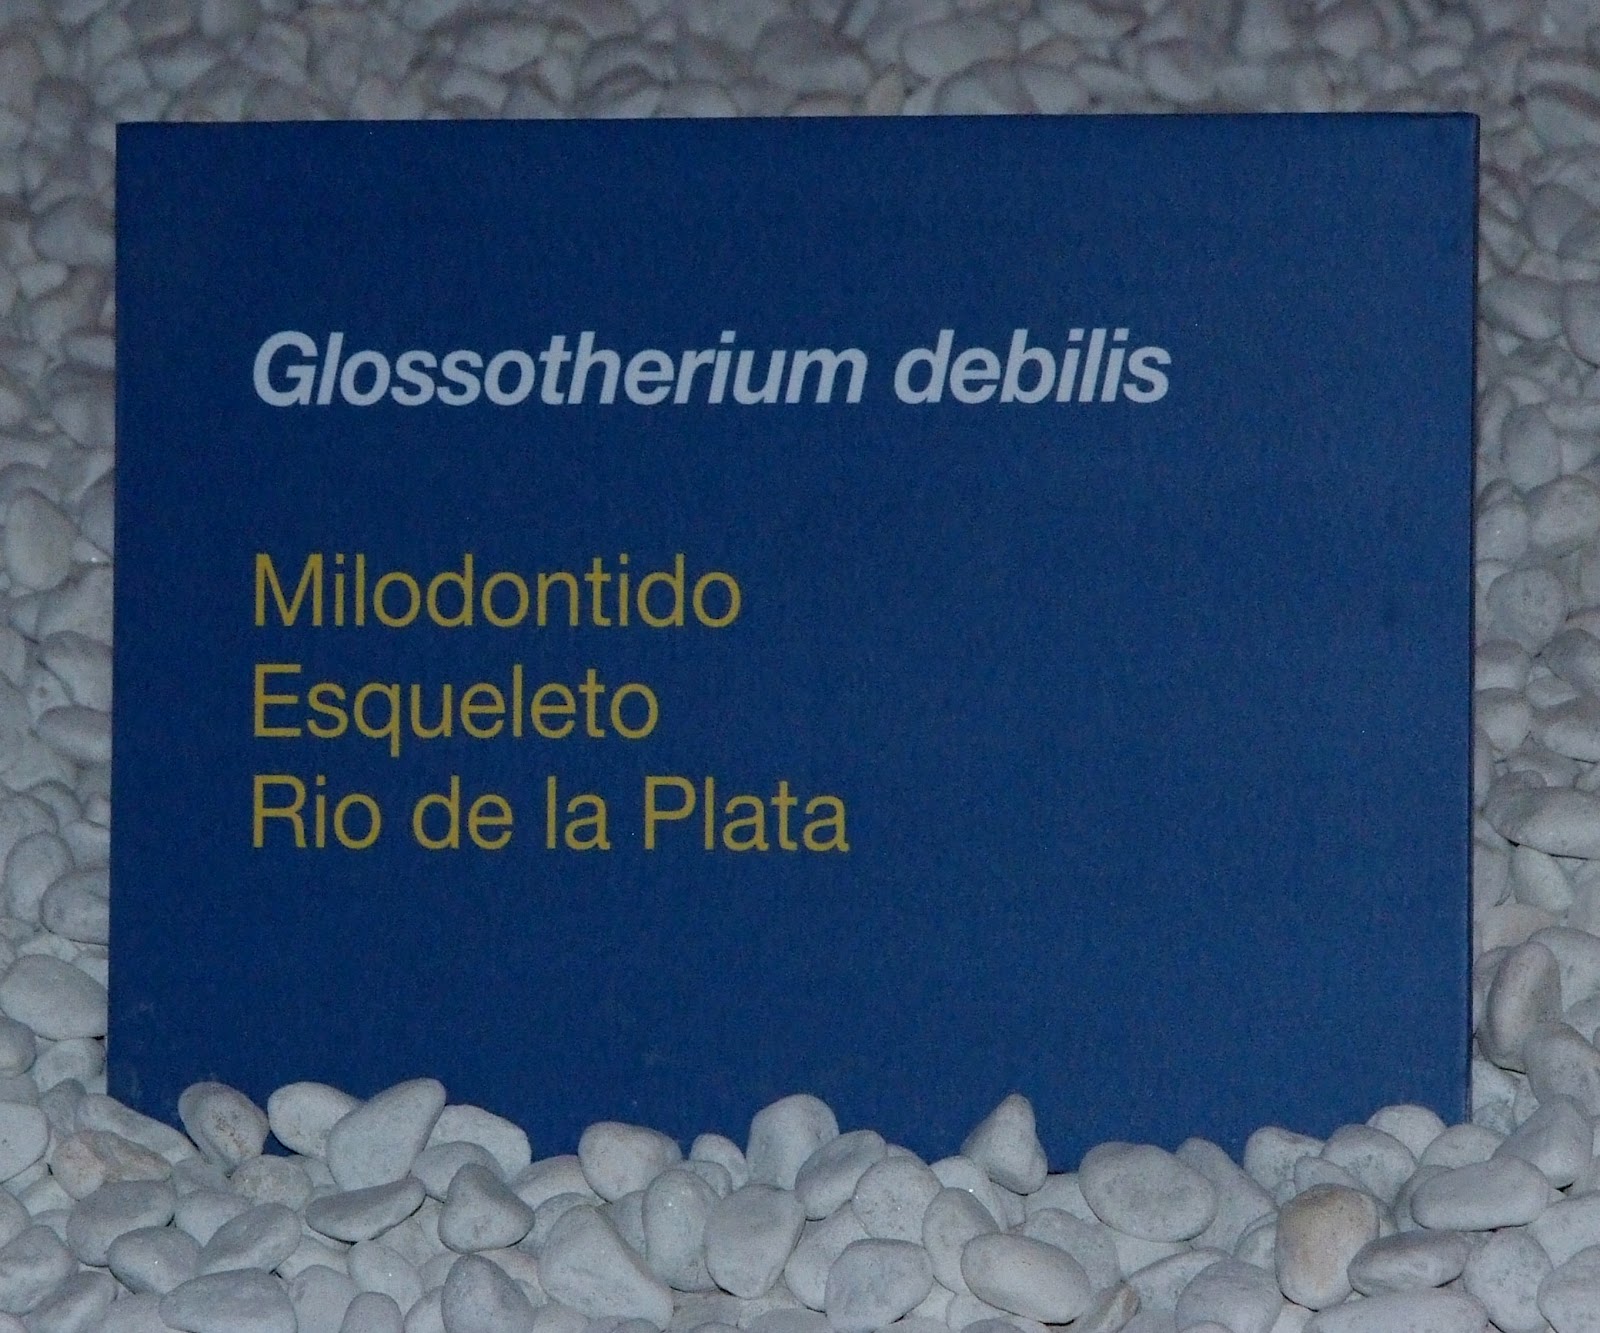 Glossotherium debilis
Milodontido
Esqueleto
Rio de la Plata